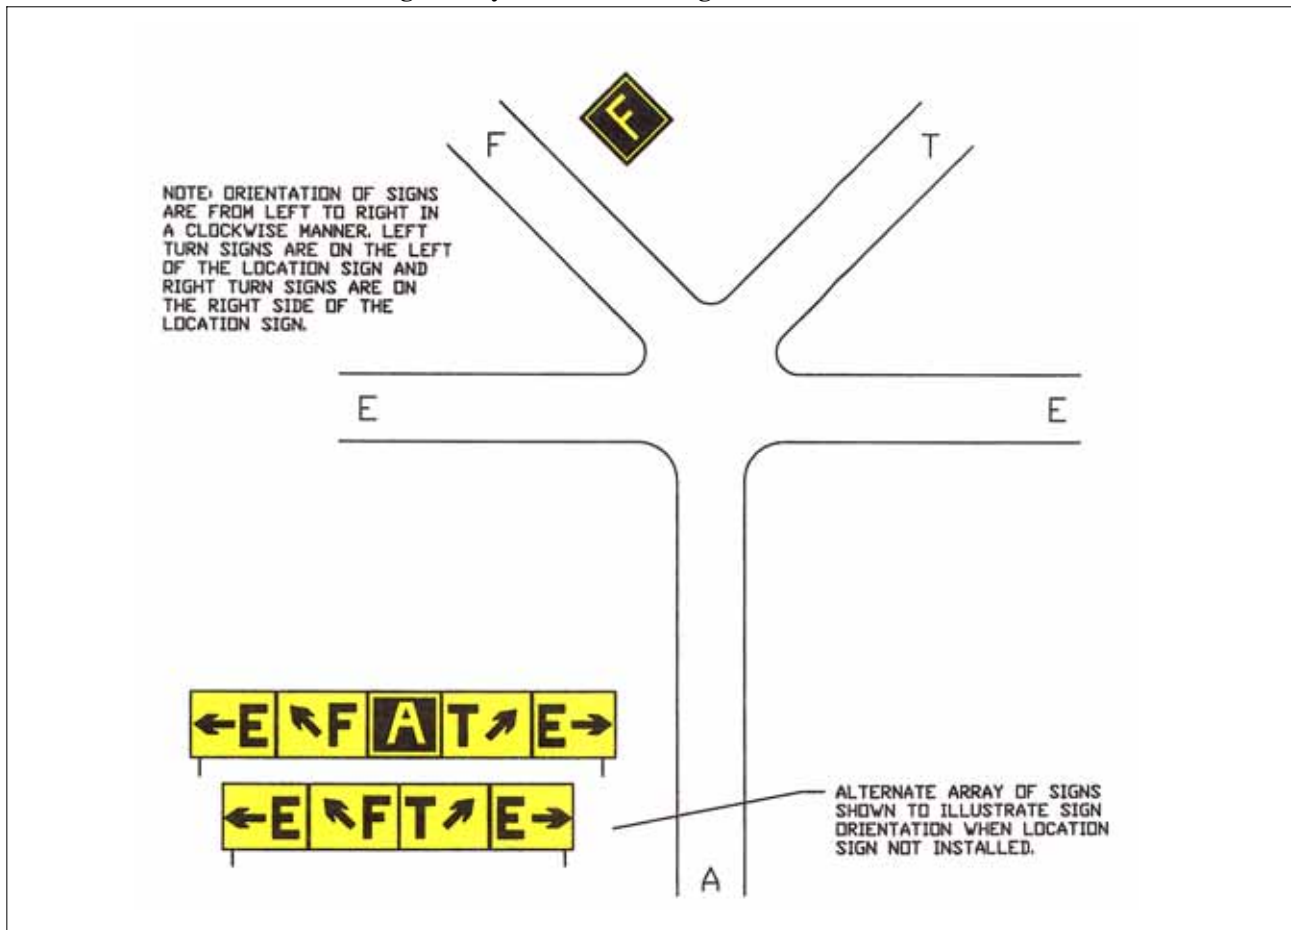 F
F
T
NOTE: ORIENTATION OF SIGNS
ARE FROM LEFT TO RIGHT IN
A CLOCKWISE MANNER. LEFT
TURN SIGNS ARE ON THE LEFT
OF THE LOCATION SIGN AND
RIGHT TURN SIGNS ARE ON
THE RIGHT SIDE OF THE
LOCATION SIGN.
E
E
←E ↖F A T↗ E→
←E ↖F T↗ E→
ALTERNATE ARRAY OF SIGNS
SHOWN TO ILLUSTRATE SIGN
ORIENTATION WHEN LOCATION
SIGN NOT INSTALLED.
A